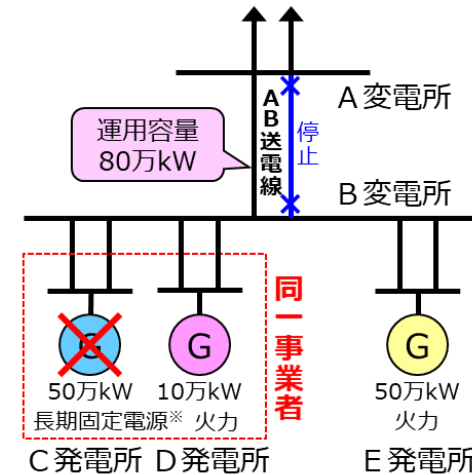 運用容量
80万kW
AB送電線
停止
A変電所
B変電所
G
G
G
同一事業者
50万kW
10万kW
50万kW
長期固定電源※
火力
火力
C発電所
D発電所
E発電所